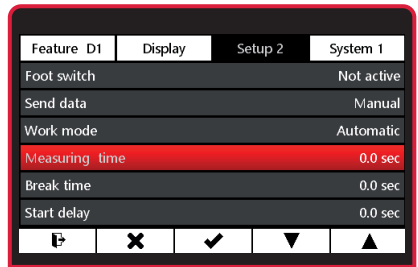 Feature D1 Display Setup 2 System 1
Foot switch Not active
Send data Manual
Work mode Automatic
Measuring time 0.0 sec
Break time 0.0 sec
Start delay 0.0 sec